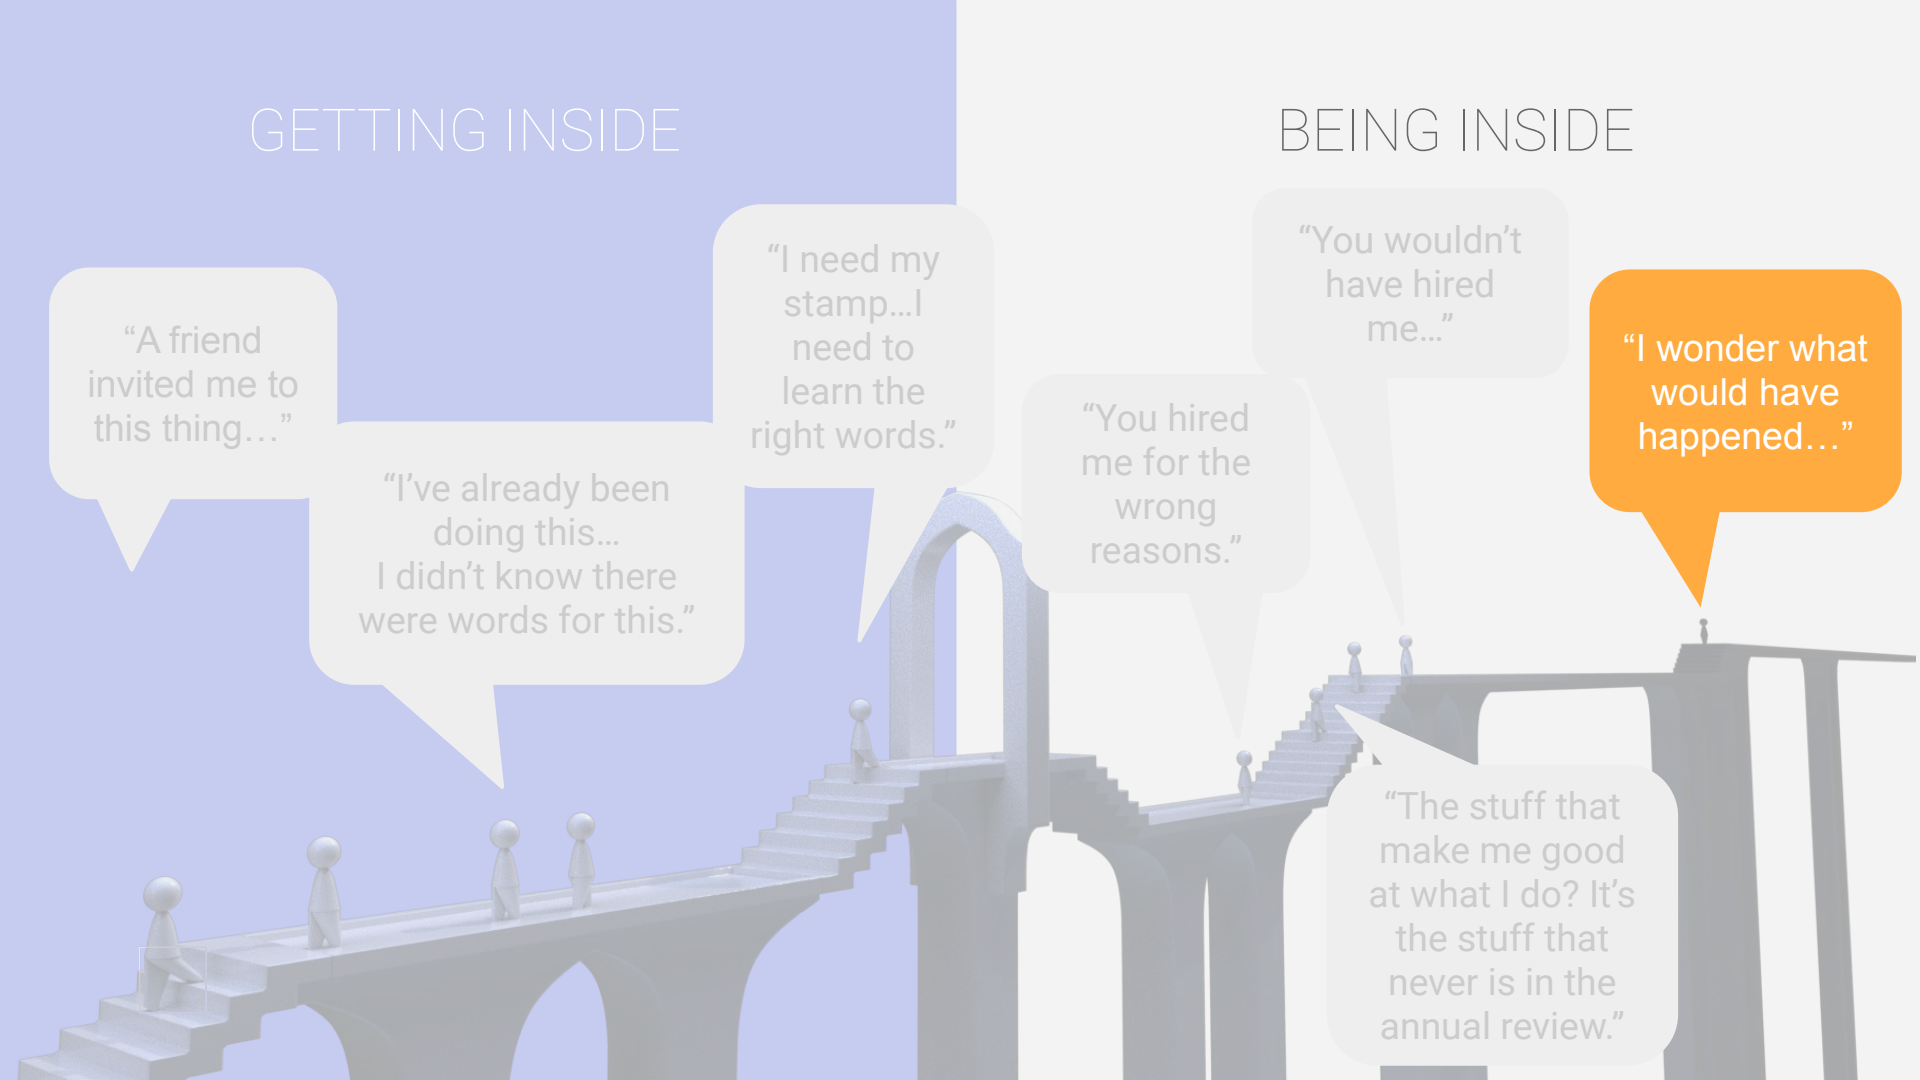 GETTING INSIDE
BEING INSIDE
“A friend
invited me to
this thing…”
“I’ve already been
doing this…
I didn’t know there
were words for this.”
“I need my
stamp…I
need to
learn the
right words.”
“You hired
me for the
wrong
reasons.”
“You wouldn’t
have hired
me…”
“The stuff that
make me good
at what I do? It’s
the stuff that
never is in the
annual review.”
“I wonder what
would have
happened…”